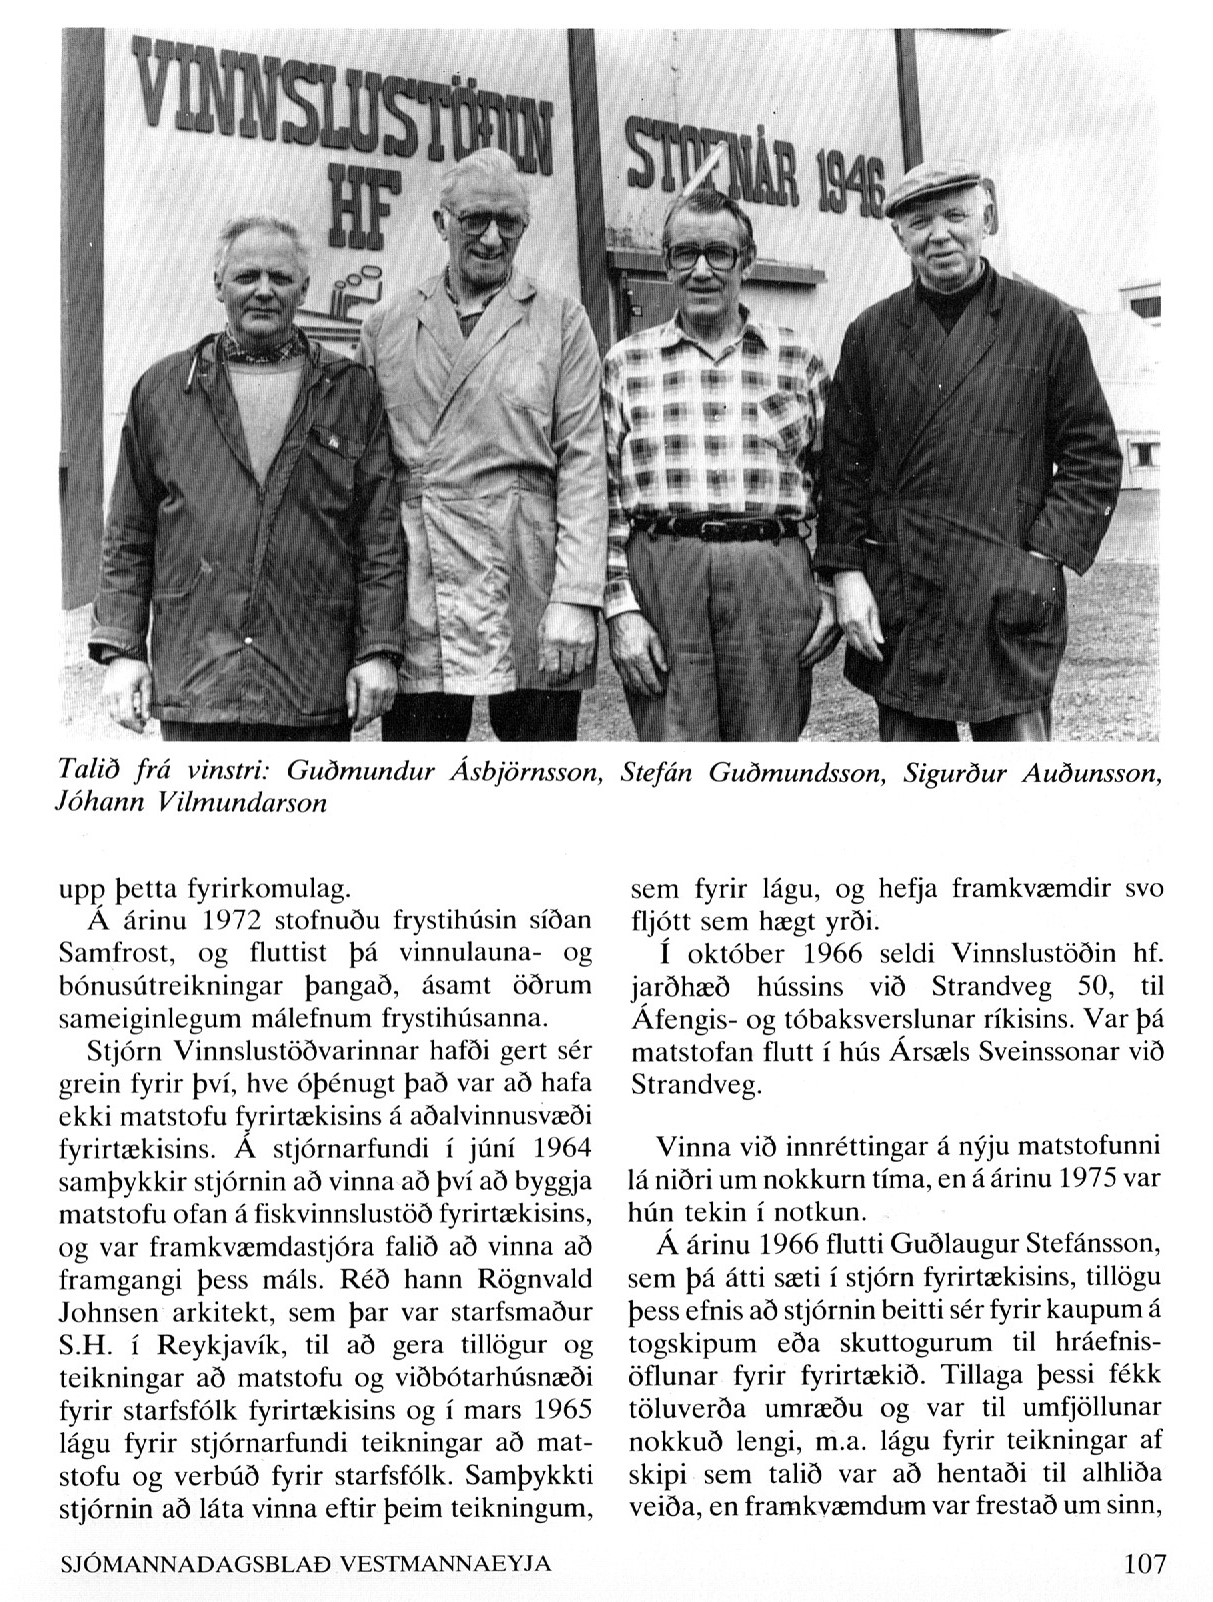 VINNSLUSTÖÐIN
HF
STOFNÁR 1946
Talið frá vinstri: Guðmundur Ásbjörnsson, Stefán Guðmundsson, Sigurður Auðunsson,
Jóhann Vilmundarson
upp þetta fyrirkomulag.
Á árinu 1972 stofnuðu frystihúsin síðan
Samfrost, og fluttist þá vinnulauna- og
bónusútreikningar þangað, ásamt öðrum
sameiginlegum málefnum frystihúsanna.
Stjórn Vinnslustöðvarinnar hafði gert sér
grein fyrir því, hve óþénugt það var að hafa
ekki matstofu fyrirtækisins á aðalvinnusvæði
fyrirtækisins. Á stjórnarfundi í júní 1964
samþykkir stjórnin að vinna að því að byggja
matstofu ofan á fiskvinnslustöð fyrirtækisins,
og var framkvæmdastjóra falið að vinna að
framgangi þess máls. Réð hann Rögnvald
Johnsen arkitekt, sem þar var starfsmaður
S.H. í Reykjavík, til að gera tillögur og
teikningar að matstofu og viðbótarhúsnæði
fyrir starfsfólk fyrirtækisins og í mars 1965
lágu fyrir stjórnarfundi teikningar að mat-
stofu og verbúð fyrir starfsfólk. Samþykkti
stjórnin að láta vinna eftir þeim teikningum,
sem fyrir lágu, og hefja framkvæmdir svo
fljótt sem hægt yrði.
Í október 1966 seldi Vinnslustöðin hf.
jarðhæð hússins við Strandveg 50, til
Áfengis- og tóbaksverslunar ríkisins. Var þá
matstofan flutt í hús Ársæls Sveinssonar við
Strandveg.
Vinna við innréttingar á nýju matstofunni
lá niðri um nokkurn tíma, en á árinu 1975 var
hún tekin í notkun.
Á árinu 1966 flutti Guðlaugur Stefánsson,
sem þá átti sæti í stjórn fyrirtækisins, tillögu
þess efnis að stjórnin beitti sér fyrir kaupum á
togskipum eða skuttogurum til hráefnis-
öflunar fyrir fyrirtækið. Tillaga þessi fékk
töluverða umræðu og var til umfjöllunar
nokkuð lengi, m.a. lágu fyrir teikningar af
skipi sem talið var að hentaði til alhliða
veiða, en framkvæmdum var frestað um sinn,
SJÓMANNADAGSBLAÐ VESTMANNAEYJA
107